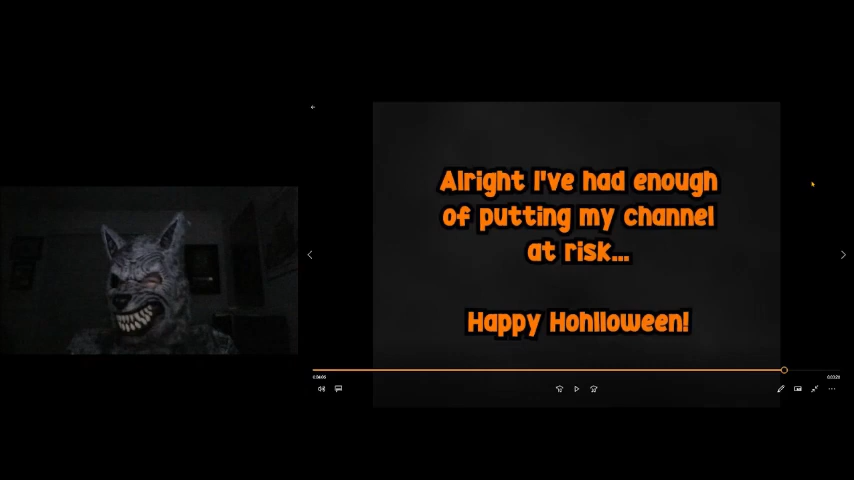 Alright I've had enough
of putting my channel
at risk...
Happy Hohlloween!